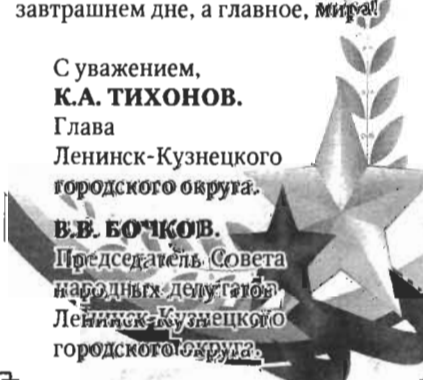 завтрашнем дне, а главное, мира!
С уважением,
К.А. ТИХОНОВ.
Глава
Ленинск-Кузнецкого
городского округа.
В.В. БОЧКОВ.
Председатель Совета
народных депутатов
Ленинск-Кузнецкого
городского округа.